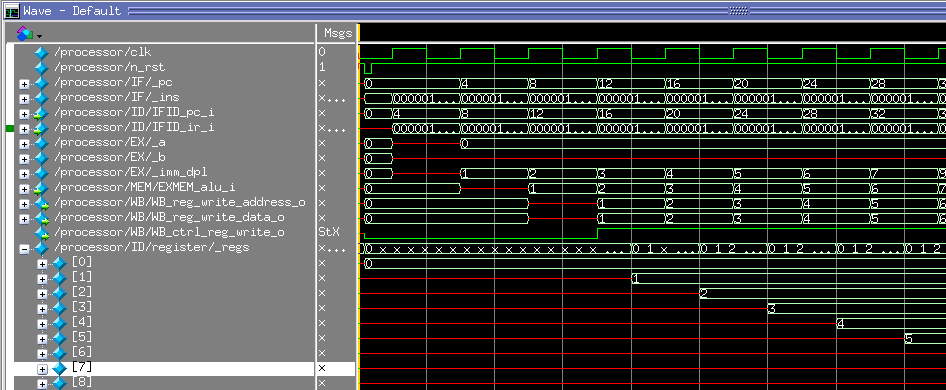 Wave - Default
Msgs
/processor/clk 0
/processor/n_rst 1
/processor/IF/_pc x 0 4 8 12 16 20 24 28 3
/processor/IF/_ins x... 000001... 000001... 000001... 000001... 000001... 000001... 000001... 000001...
/processor/ID/IFID_pc_i x 0 4 8 12 16 20 24 28 32 3
/processor/ID/IFID_ir_i x... 000001... 000001... 000001... 000001... 000001... 000001... 000001... 000001...
/processor/EX/_a x 0 0
/processor/EX/_b x 0
/processor/EX/_imm_dpl x 0 1 2 3 4 5 6 7 9
/processor/MEM/EXMEM_alu_i x 0 1 2 3 4 5 6
/processor/WB/WB_reg_write_address_o x 0 1 2 3 4 5
/processor/WB/WB_reg_write_data_o x 0 1 2 3 4 5 6
/processor/WB/WB_ctrl_reg_write_o StX
/processor/ID/register/_regs x... 0 x x x x x x x x x x x x x x ... 0 1 x ... 0 1 2 ... 0 1 2 ... 0 1 2 ... 0 1 2
[0] x 0
[1] x 1
[2] x 2
[3] x 3
[4] x 4
[5] x 5
[6] x
[7] x
[8] x